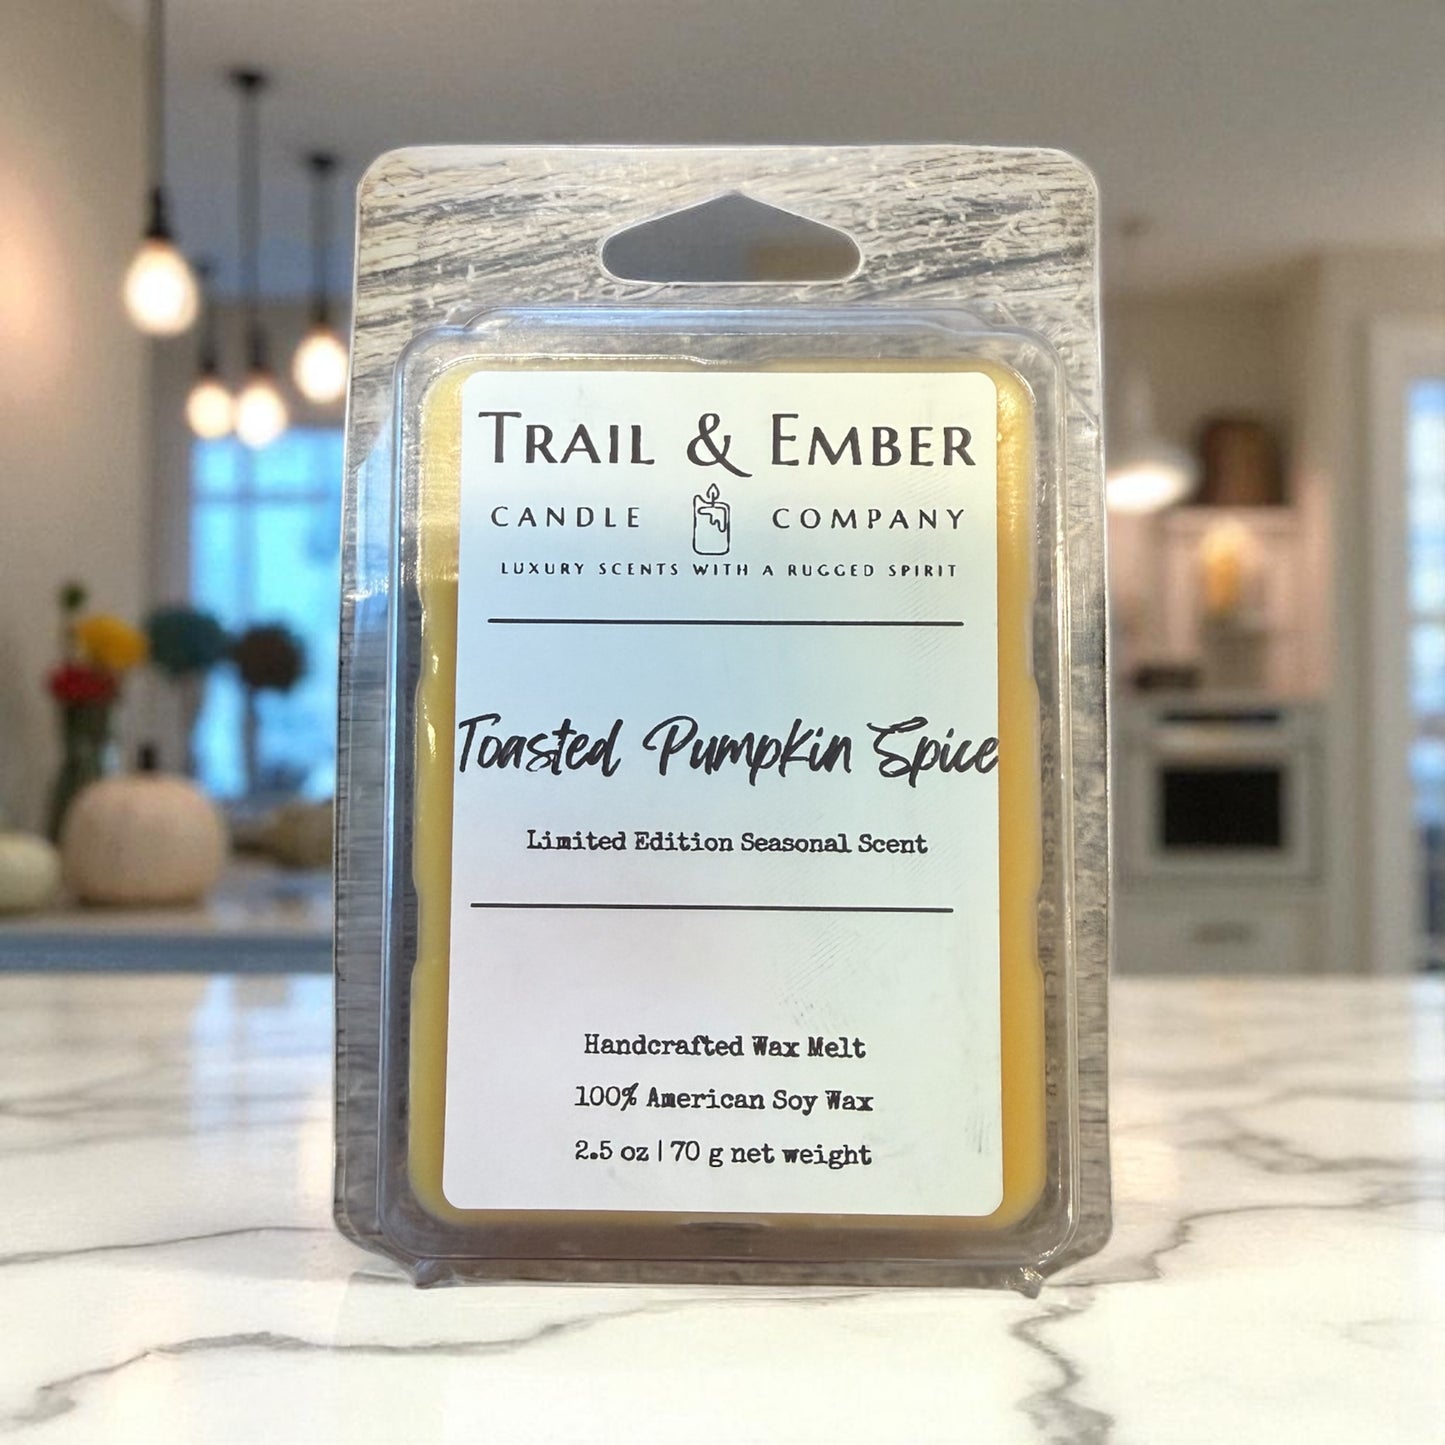 TRAIL & EMBER
CANDLE COMPANY
LUXURY SCENTS WITH A RUGGED SPIRIT
Toasted Pumpkin Spice
Limited Edition Seasonal Scent
Handcrafted Wax Melt
100% American Soy Wax
2.5 oz | 70 g net weight